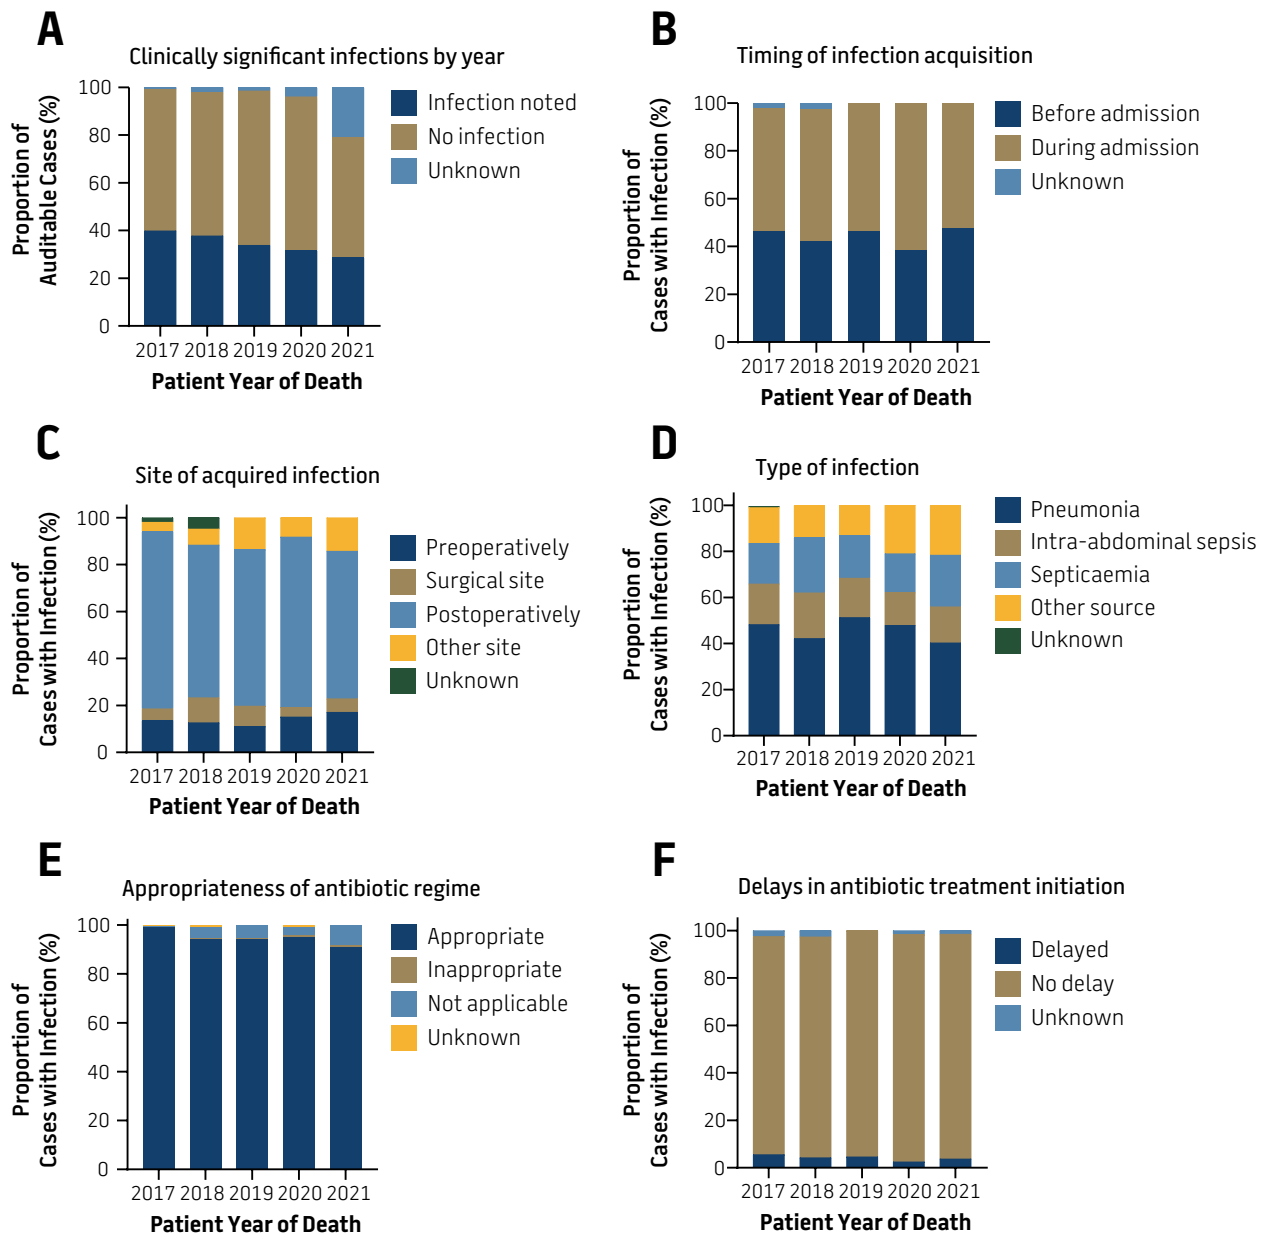 A
Clinically significant infections by year
Proportion of
Auditable Cases (%)
100
80
60
40
20
0
2017 2018 2019 2020 2021
Patient Year of Death
Infection noted
No infection
Unknown
B
Timing of infection acquisition
Proportion of
Cases with Infection (%)
100
80
60
40
20
0
2017 2018 2019 2020 2021
Patient Year of Death
Before admission
During admission
Unknown
C
Site of acquired infection
Proportion of
Cases with Infection (%)
100
80
60
40
20
0
2017 2018 2019 2020 2021
Patient Year of Death
Preoperatively
Surgical site
Postoperatively
Other site
Unknown
D
Type of infection
Proportion of
Cases with Infection (%)
100
80
60
40
20
0
2017 2018 2019 2020 2021
Patient Year of Death
Pneumonia
Intra-abdominal sepsis
Septicaemia
Other source
Unknown
E
Appropriateness of antibiotic regime
Proportion of
Cases with Infection (%)
100
80
60
40
20
0
2017 2018 2019 2020 2021
Patient Year of Death
Appropriate
Inappropriate
Not applicable
Unknown
F
Delays in antibiotic treatment initiation
Proportion of
Cases with Infection (%)
100
80
60
40
20
0
2017 2018 2019 2020 2021
Patient Year of Death
Delayed
No delay
Unknown